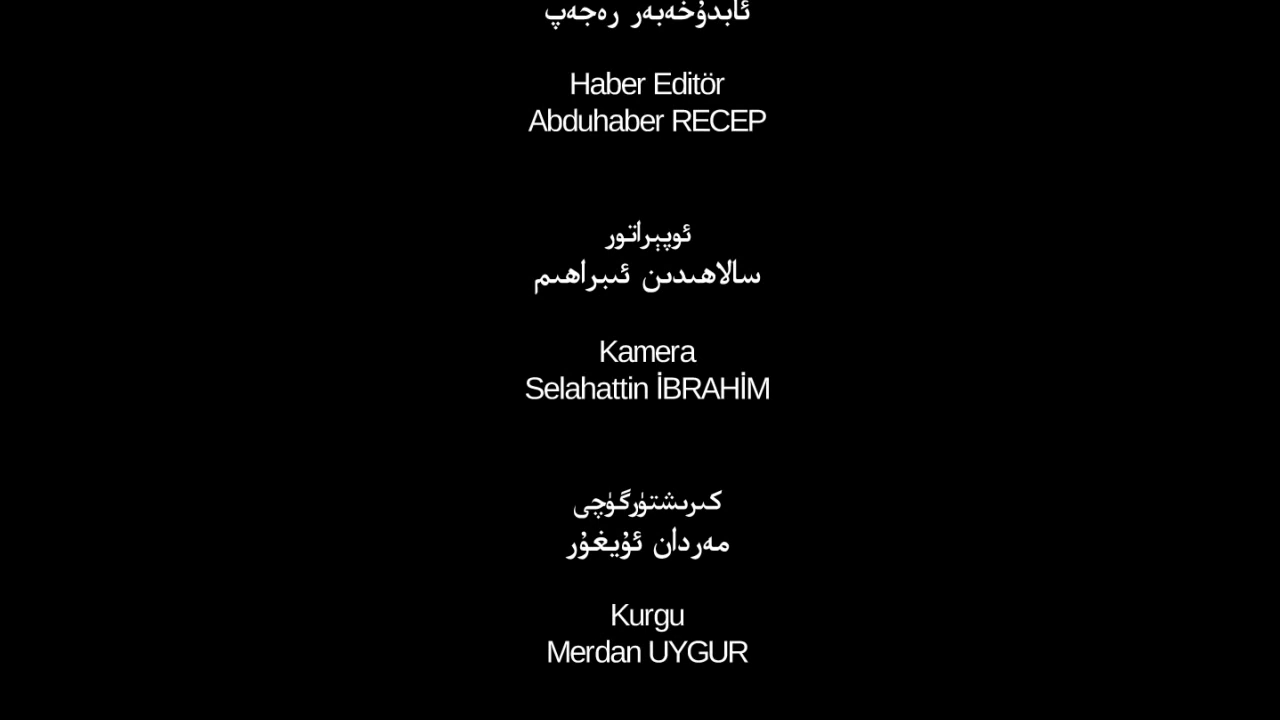 ئابدۇخەبەر رەجەپ
Haber Editör
Abduhaber RECEP
ئوپېراتور
سالاھىدىن ئىبراھىم
Kamera
Selahattin İBRAHİM
كىرىشتۈرگۈچى
مەردان ئۇيغۇر
Kurgu
Merdan UYGUR